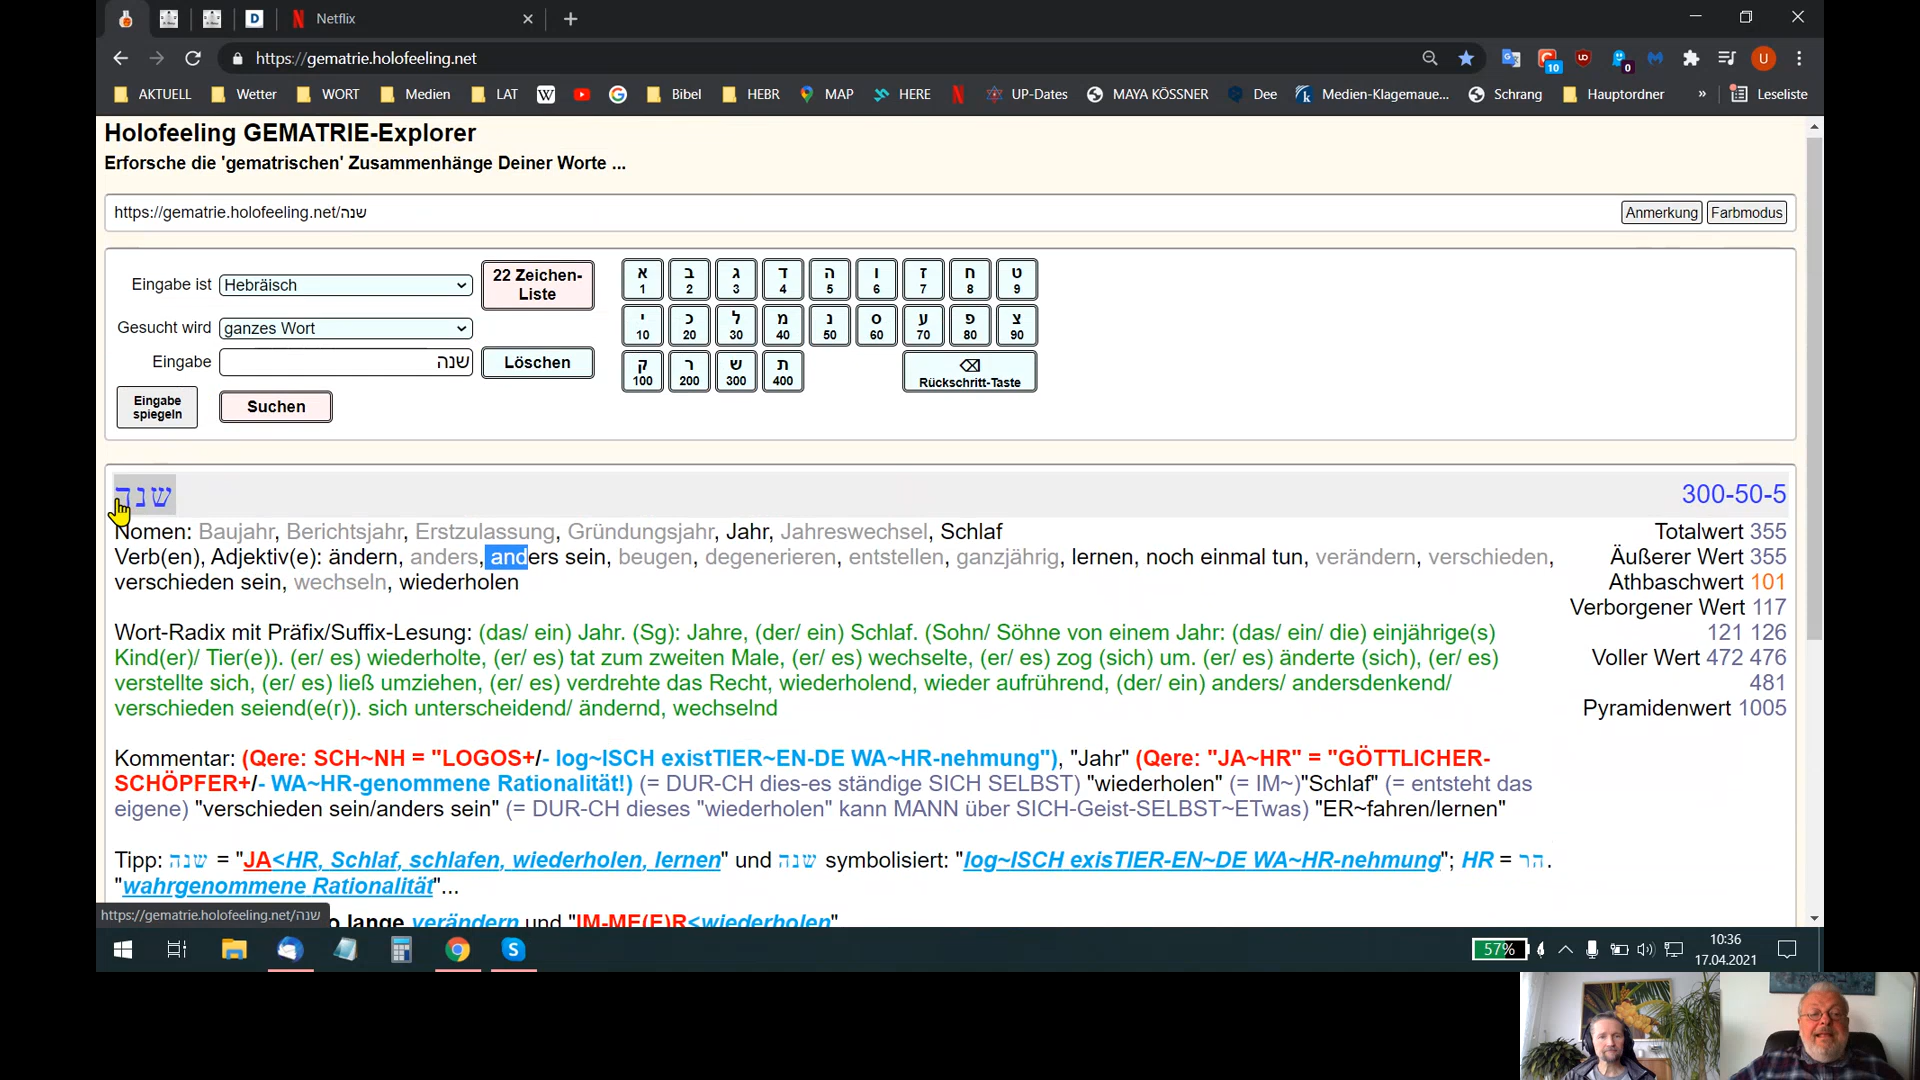 Netflix
https://gematrie.holofeeling.net
10
0
U
AKTUELL Wetter WORT Medien LAT Bibel HEBR MAP HERE UP-Dates MAYA KÖSSNER Dee Medien-Klagemaue... Schrang Hauptordner » Leseliste
Holofeeling GEMATRIE-Explorer
Erforsche die 'gematrischen' Zusammenhänge Deiner Worte ...
https://gematrie.holofeeling.net/שנה
Anmerkung Farbmodus
Eingabe ist Hebräisch
22 Zeichen-Liste
Gesucht wird ganzes Wort
Eingabe שנה Löschen
Eingabe spiegeln Suchen
א ב ג ד ה ו ז ח ט
1 2 3 4 5 6 7 8 9
י כ ל מ נ ס ע פ צ
10 20 30 40 50 60 70 80 90
ק ר ש ת
100 200 300 400 Rückschritt-Taste
שנה 300-50-5
Nomen: Baujahr, Berichtsjahr, Erstzulassung, Gründungsjahr, Jahr, Jahreswechsel, Schlaf
Verb(en), Adjektiv(e): ändern, anders, anders sein, beugen, degenerieren, entstellen, ganzjährig, lernen, noch einmal tun, verändern, verschieden,
verschieden sein, wechseln, wiederholen
Totalwert 355
Äußerer Wert 355
Athbaschwert 101
Verborgener Wert 117
121 126
Voller Wert 472 476
481
Pyramidenwert 1005
Wort-Radix mit Präfix/Suffix-Lesung: (das/ ein) Jahr. (Sg): Jahre, (der/ ein) Schlaf. (Sohn/ Söhne von einem Jahr: (das/ ein/ die) einjährige(s)
Kind(er)/ Tier(e)). (er/ es) wiederholte, (er/ es) tat zum zweiten Male, (er/ es) wechselte, (er/ es) zog (sich) um. (er/ es) änderte (sich), (er/ es)
verstellte sich, (er/ es) ließ umziehen, (er/ es) verdrehte das Recht, wiederholend, wieder aufrührend, (der/ ein) anders/ andersdenkend/
verschieden seiend(e(r)). sich unterscheidend/ ändernd, wechselnd
Kommentar: (Qere: SCH~NH = "LOGOS+/- log~ISCH existTIER~EN-DE WA~HR-nehmung"), "Jahr" (Qere: "JA~HR" = "GÖTTLICHER-
SCHÖPFER+/- WA~HR-genommene Rationalität!) (= DUR-CH dies-es ständige SICH SELBST) "wiederholen" (= IM~)"Schlaf" (= entsteht das
eigene) "verschieden sein/anders sein" (= DUR-CH dieses "wiederholen" kann MANN über SICH-Geist-SELBST~ETwas) "ER~fahren/lernen"
Tipp: שנה = "JA<HR, Schlaf, schlafen, wiederholen, lernen" und שנה symbolisiert: "log~ISCH exisTIER-EN~DE WA~HR-nehmung"; HR = הר.
"wahrgenommene Rationalität"...
o lange verändern und "IM-ME(E)R<wiederholen"
https://gematrie.holofeeling.net/שנה
57%
10:36
17.04.2021